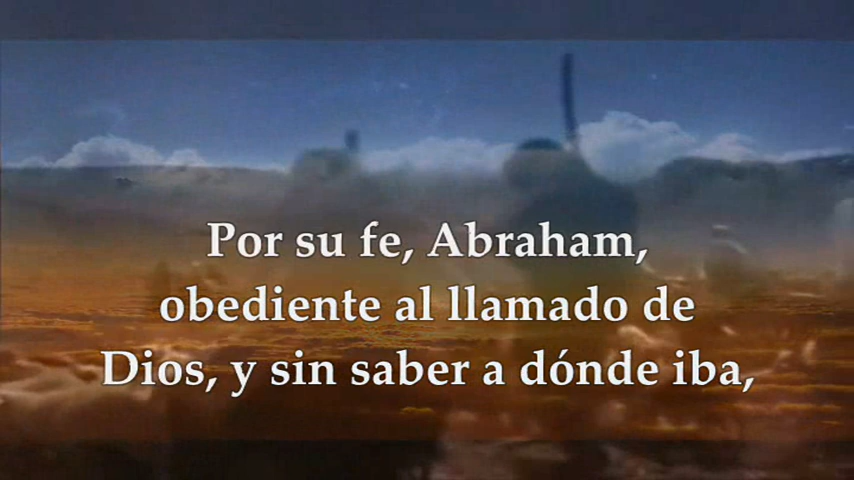 Por su fe, Abraham,
obediente al llamado de
Dios, y sin saber a dónde iba,